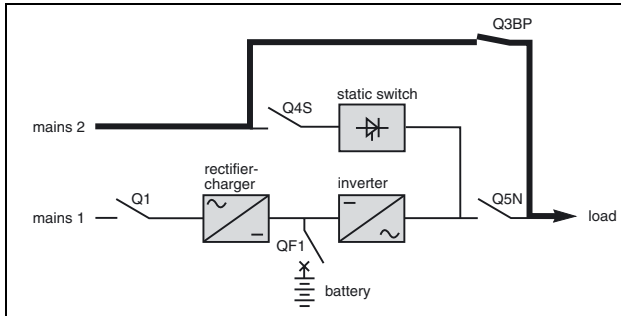 Q3BP
static switch
Q4S
mains 2
rectifier-
charger
inverter
Q1
Q5N
mains 1
load
QF1
battery